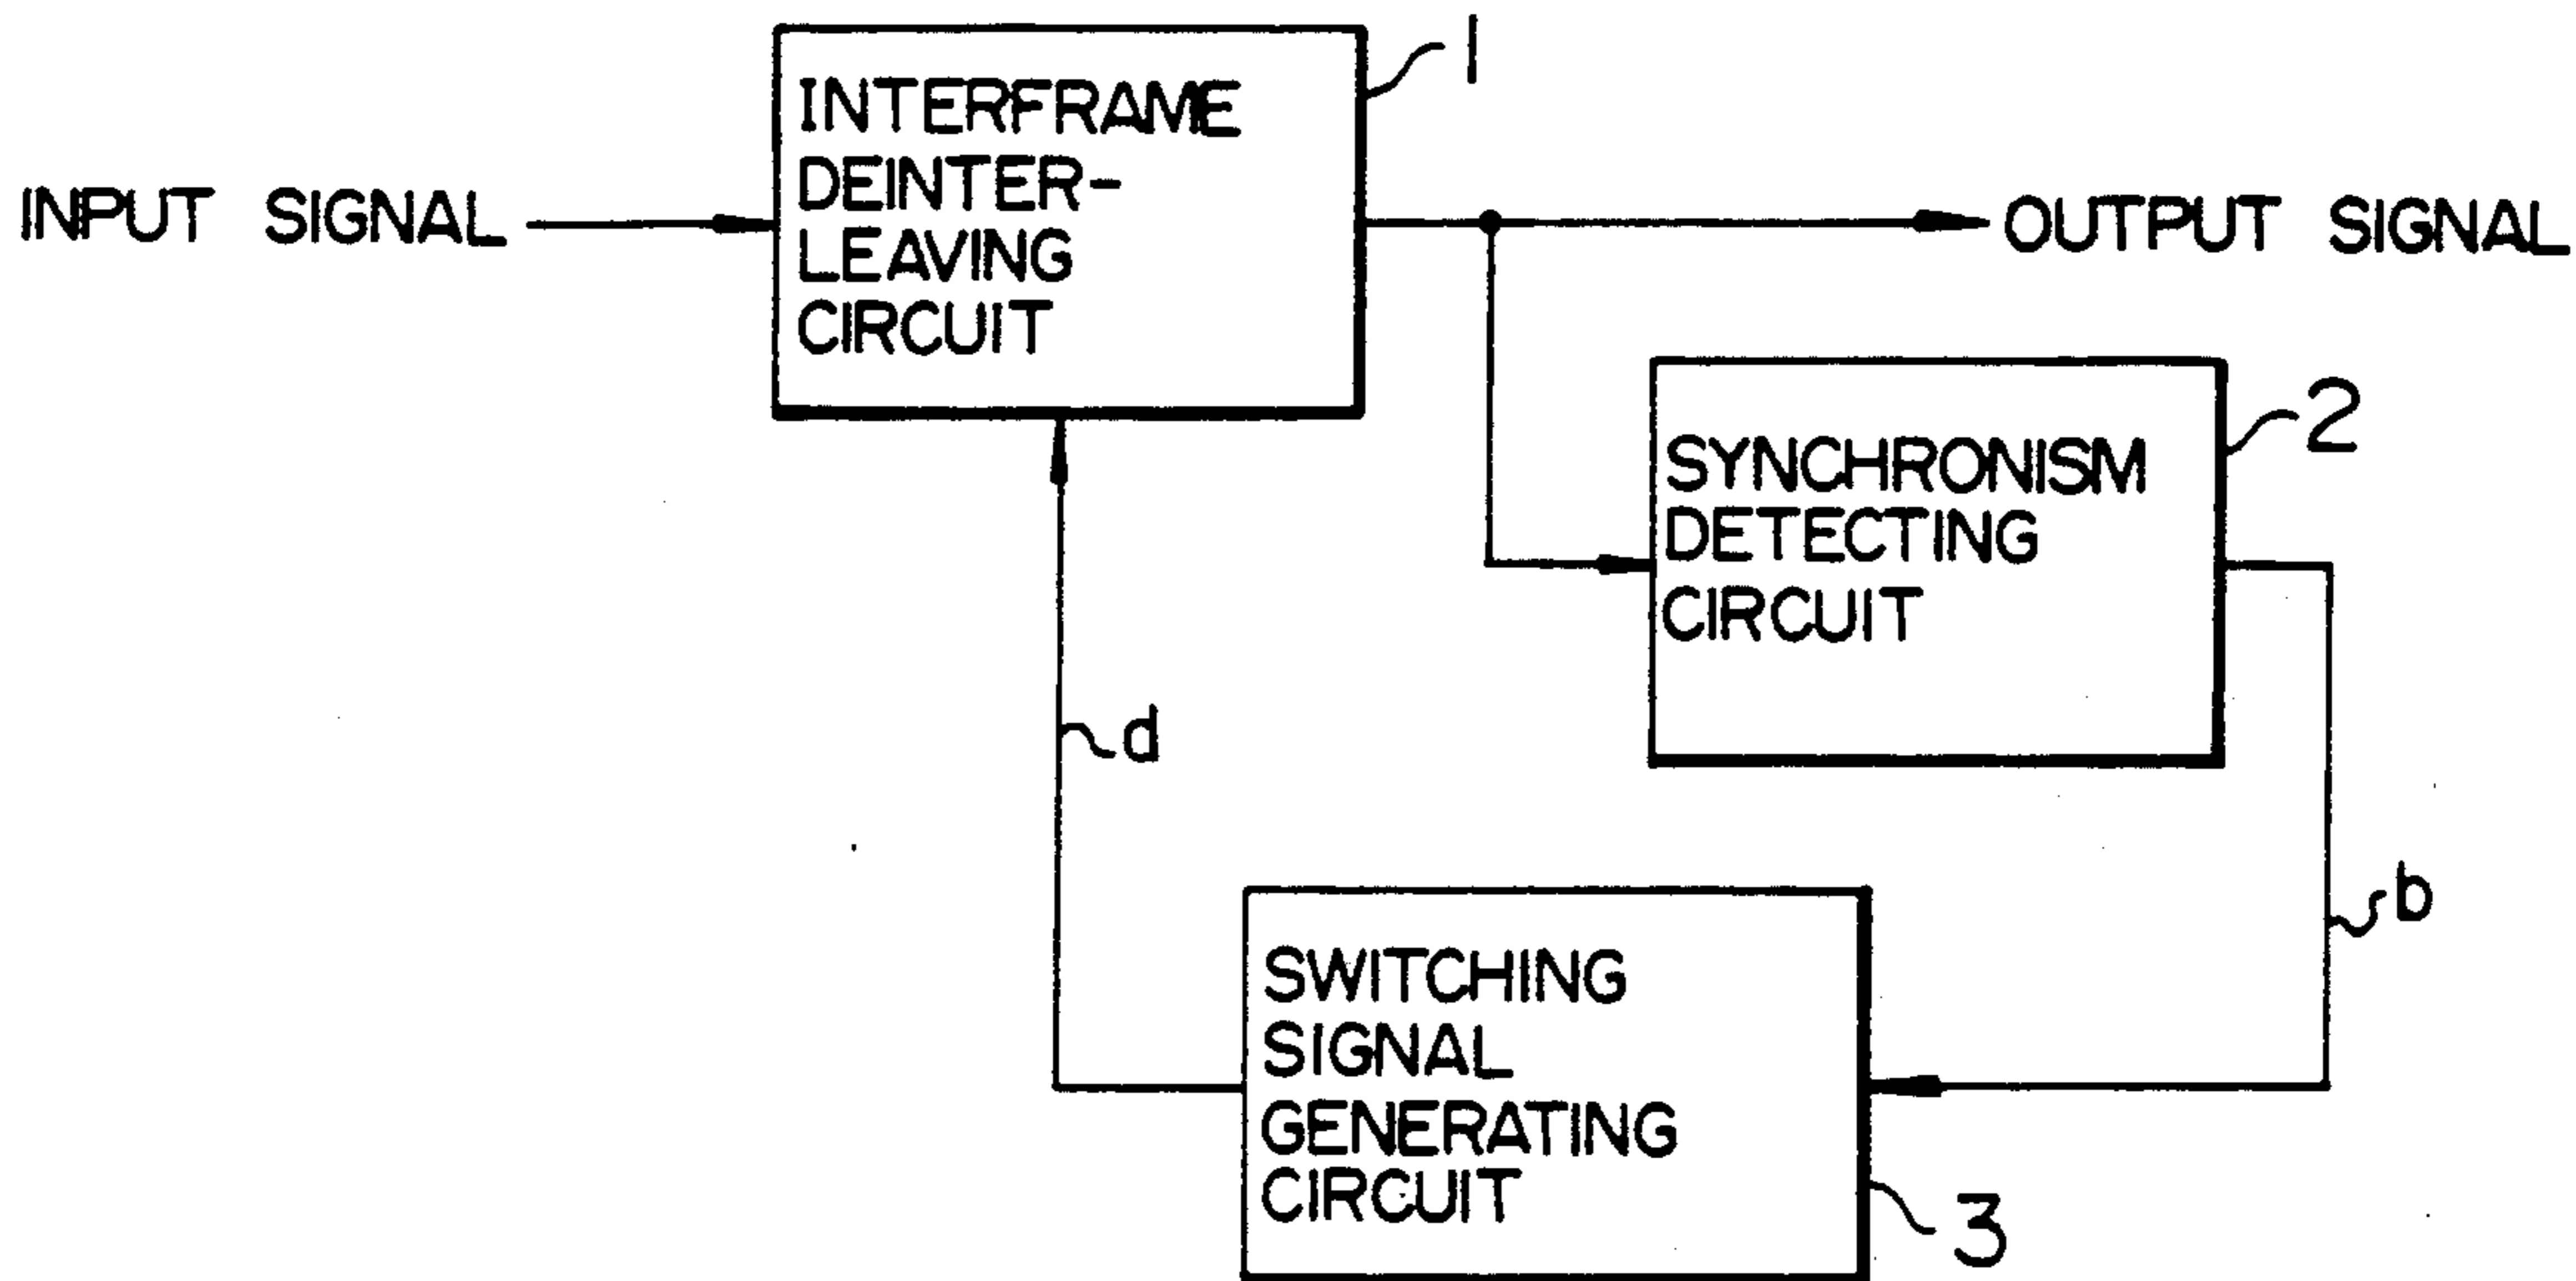 INTERFRAME
DEINTER-
LEAVING
CIRCUIT
1
INPUT SIGNAL
OUTPUT SIGNAL
SYNCHRONISM
DETECTING
CIRCUIT
2
d
b
SWITCHING
SIGNAL
GENERATING
CIRCUIT
3